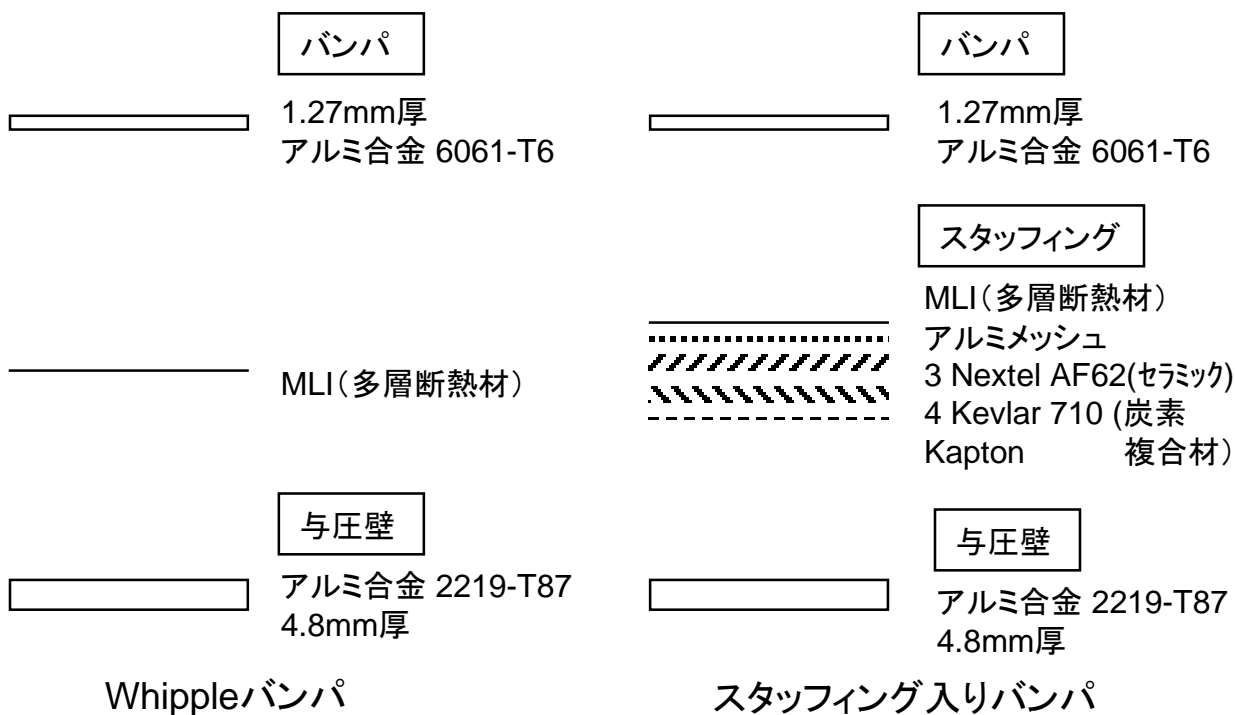 バンパ
1.27mm厚
アルミ合金 6061-T6
MLI（多層断熱材）
与圧壁
アルミ合金 2219-T87
4.8mm厚
Whippleバンパ
バンパ
1.27mm厚
アルミ合金 6061-T6
スタッフィング
MLI（多層断熱材）
アルミメッシュ
3 Nextel AF62(セラミック)
4 Kevlar 710 (炭素
Kapton 複合材）
与圧壁
アルミ合金 2219-T87
4.8mm厚
スタッフィング入りバンパ